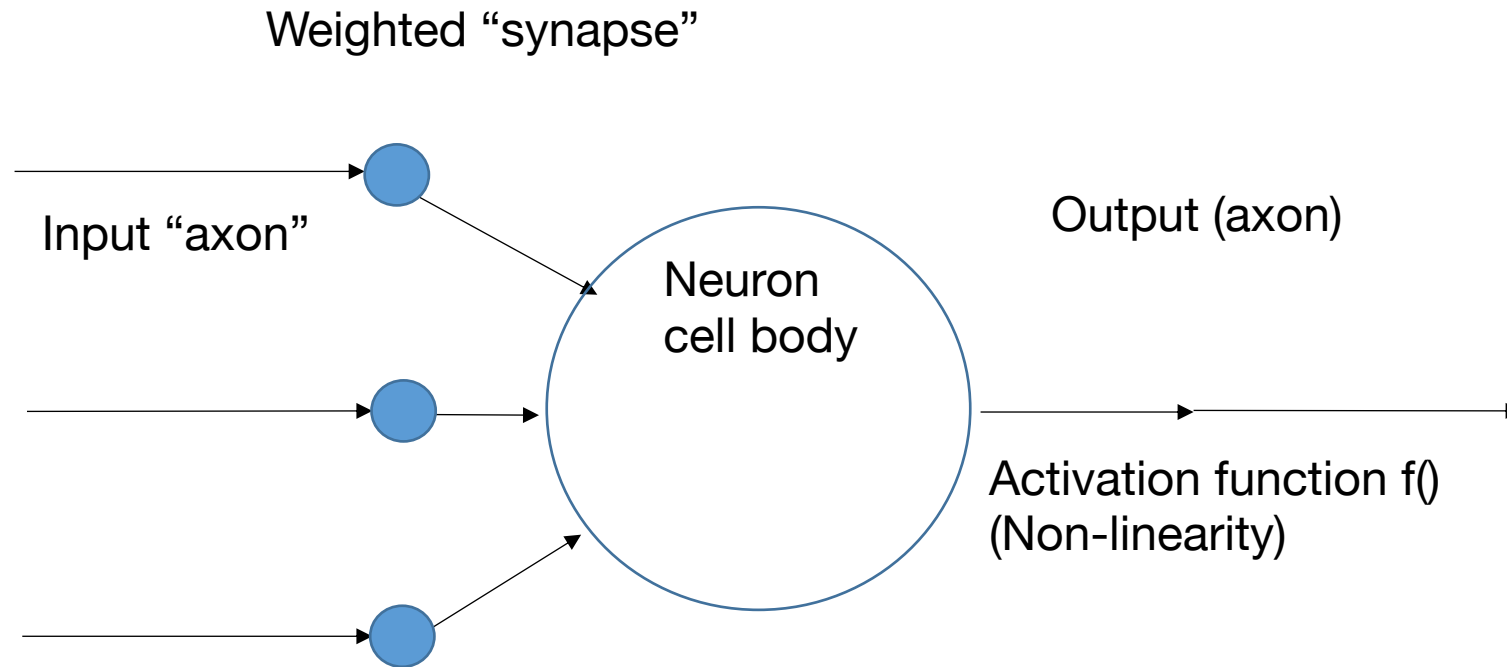 Weighted “synapse”
Input “axon”
Output (axon)
Neuron
cell body
Activation function f()
(Non-linearity)